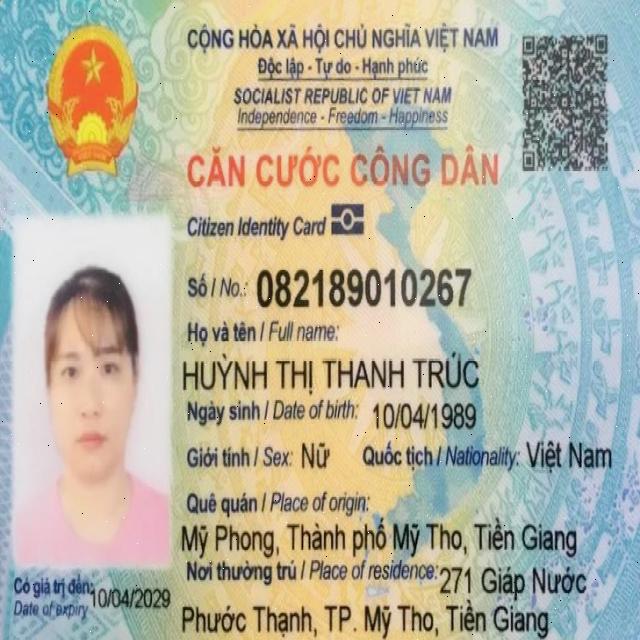 CỘNG HÒA XÃ HỘI CHỦ NGHĨA VIỆT NAM
Độc lập - Tự do - Hạnh phúc
SOCIALIST REPUBLIC OF VIET NAM
Independence - Freedom - Happiness
CĂN CƯỚC CÔNG DÂN
Citizen Identity Card
Số / No.: 082189010267
Họ và tên / Full name:
HUỲNH THỊ THANH TRÚC
Ngày sinh / Date of birth: 10/04/1989
Giới tính / Sex: Nữ Quốc tịch / Nationality: Việt Nam
Quê quán / Place of origin:
Mỹ Phong, Thành phố Mỹ Tho, Tiền Giang
Nơi thường trú / Place of residence: 271 Giáp Nước
Phước Thạnh, TP. Mỹ Tho, Tiền Giang
Có giá trị đến: 10/04/2029
Date of expiry